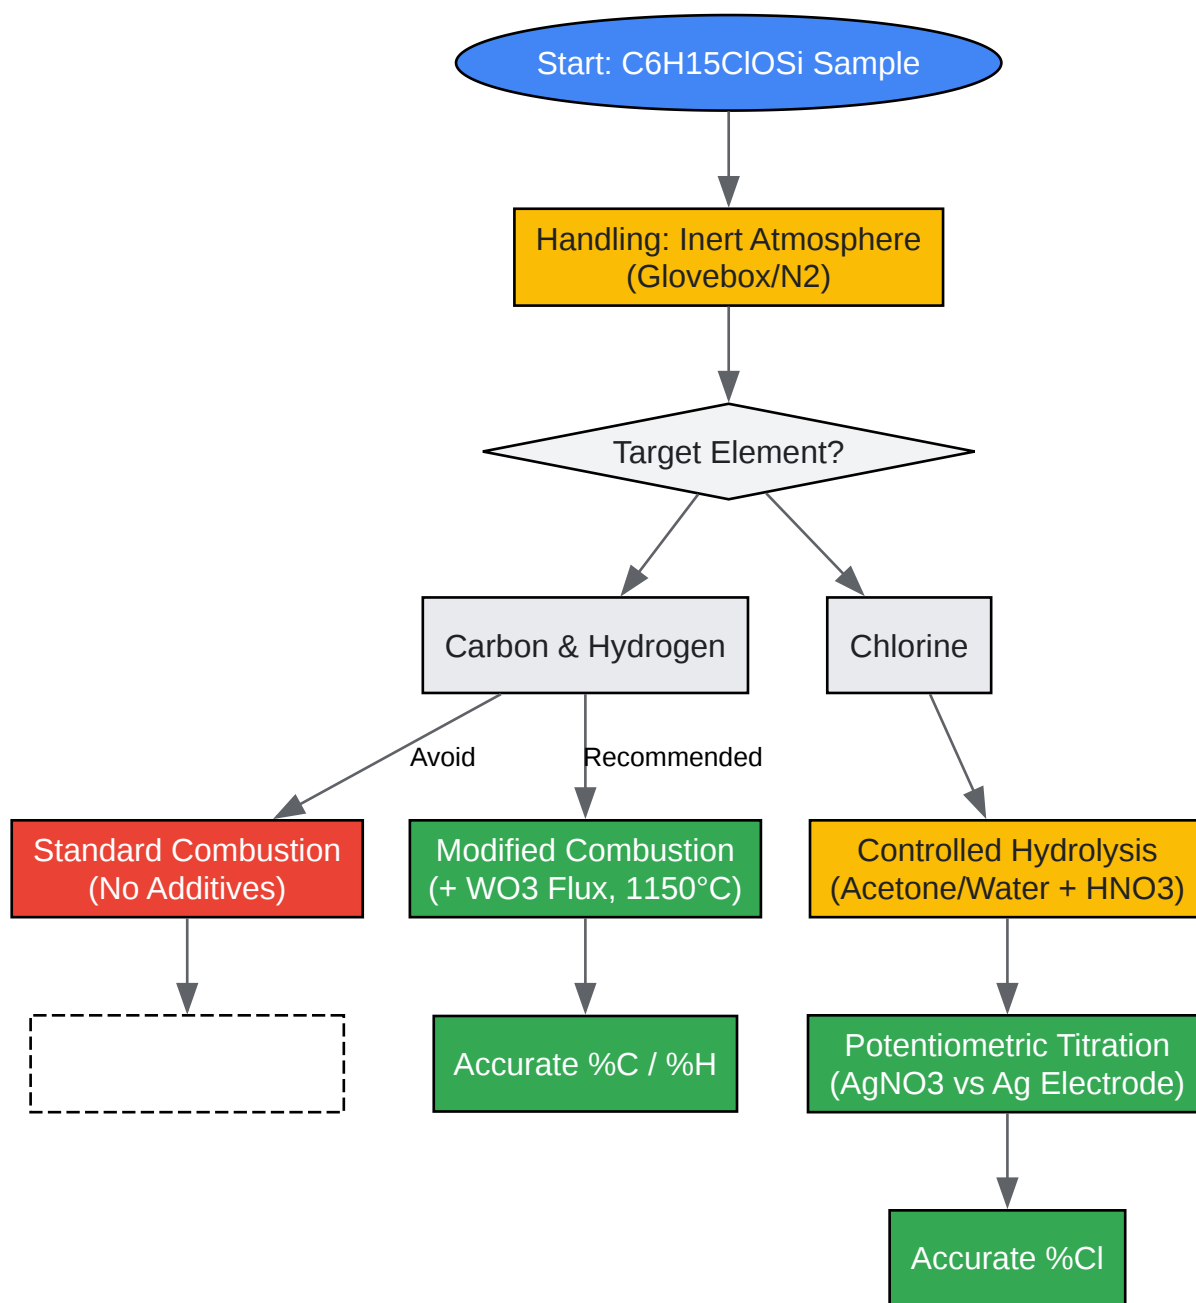 Start: C6H15ClOSi Sample
Handling: Inert Atmosphere
(Glovebox/N2)
Target Element?
Carbon & Hydrogen
Chlorine
Avoid
Recommended
Standard Combustion
(No Additives)
Modified Combustion
(+ WO3 Flux, 1150°C)
Controlled Hydrolysis
(Acetone/Water + HNO3)
Accurate %C / %H
Potentiometric Titration
(AgNO3 vs Ag Electrode)
Accurate %Cl